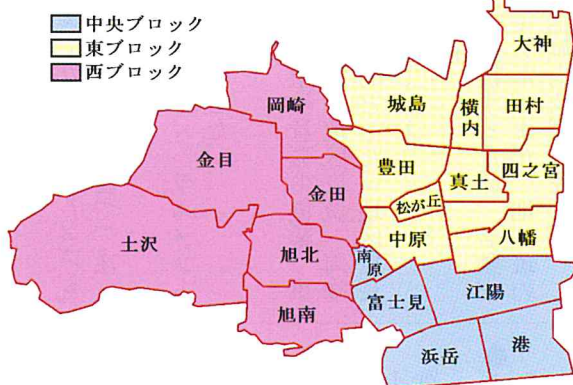 中央ブロック
東ブロック
西ブロック
大神
岡崎
城島
横内
田村
金目
豊田
真土
四之宮
金田
松が丘
土沢
旭北
南原
中原
八幡
旭南
富士見
江陽
浜岳
港